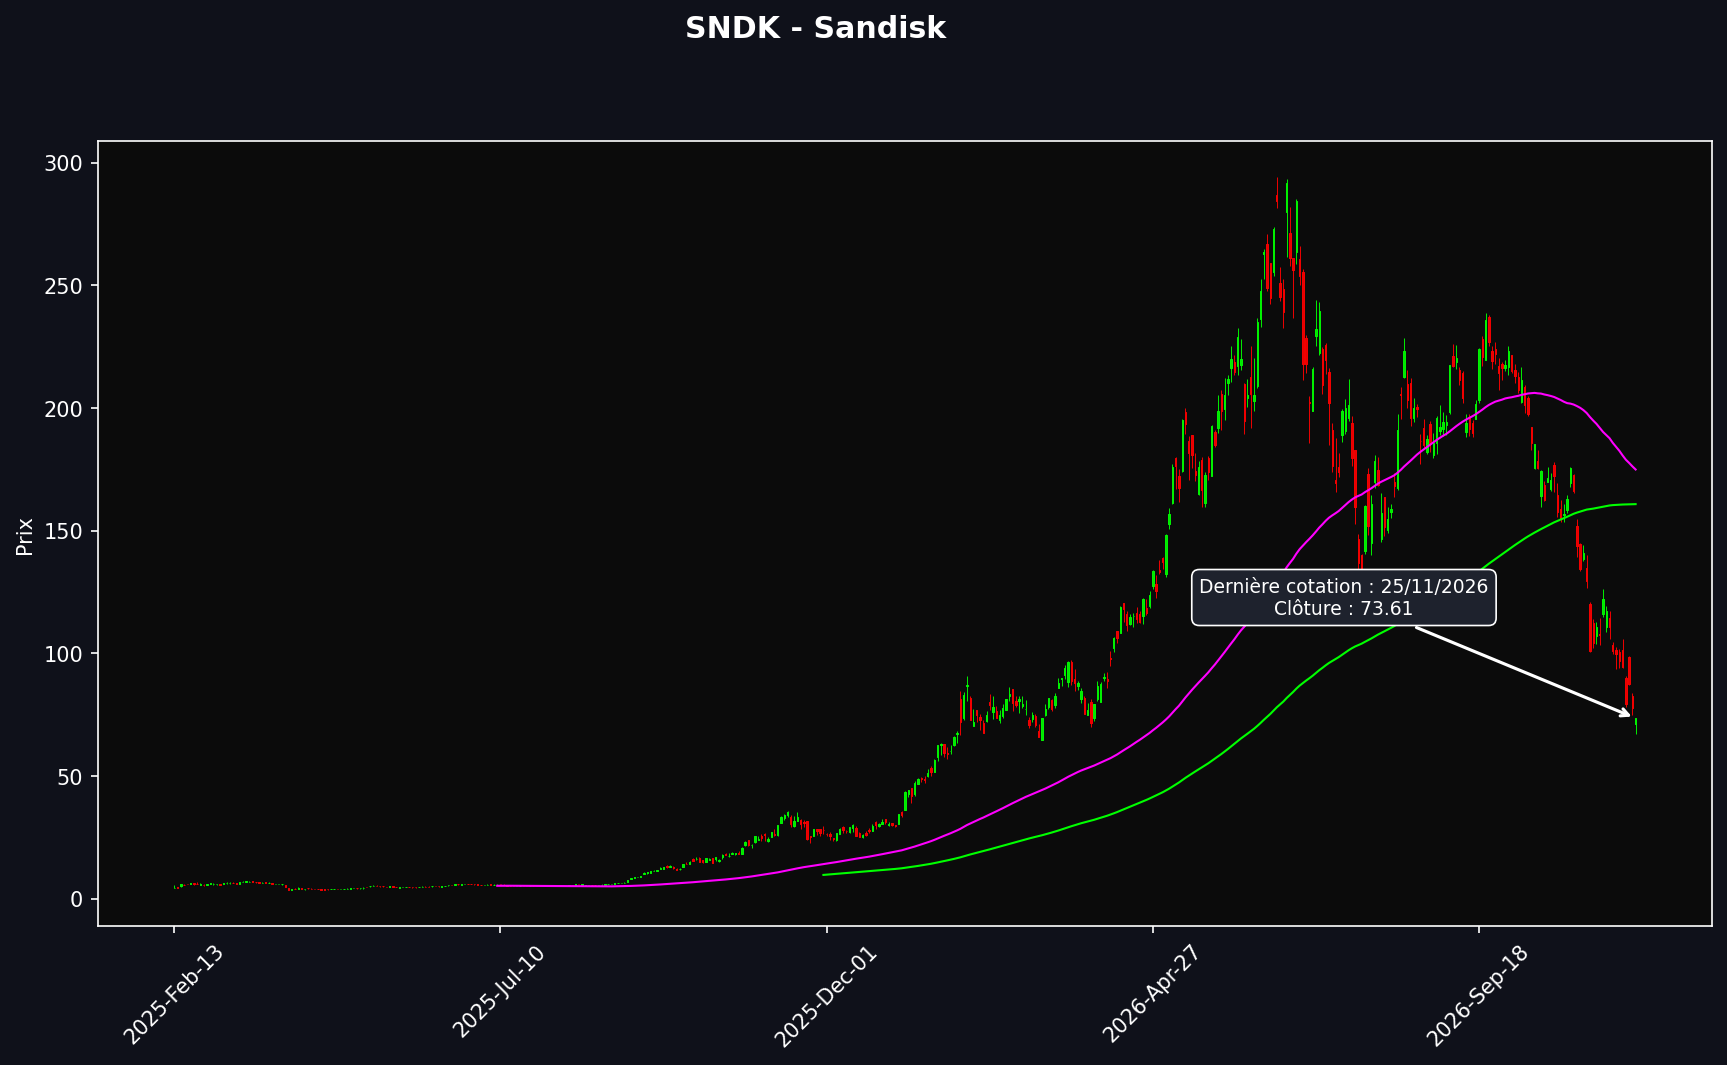 SNDK - Sandisk
300
250
200
150
100
50
0
Prix
Dernière cotation : 25/11/2026
Clôture : 73.61
2025-Feb-13
2025-Jul-10
2025-Dec-01
2026-Apr-27
2026-Sep-18